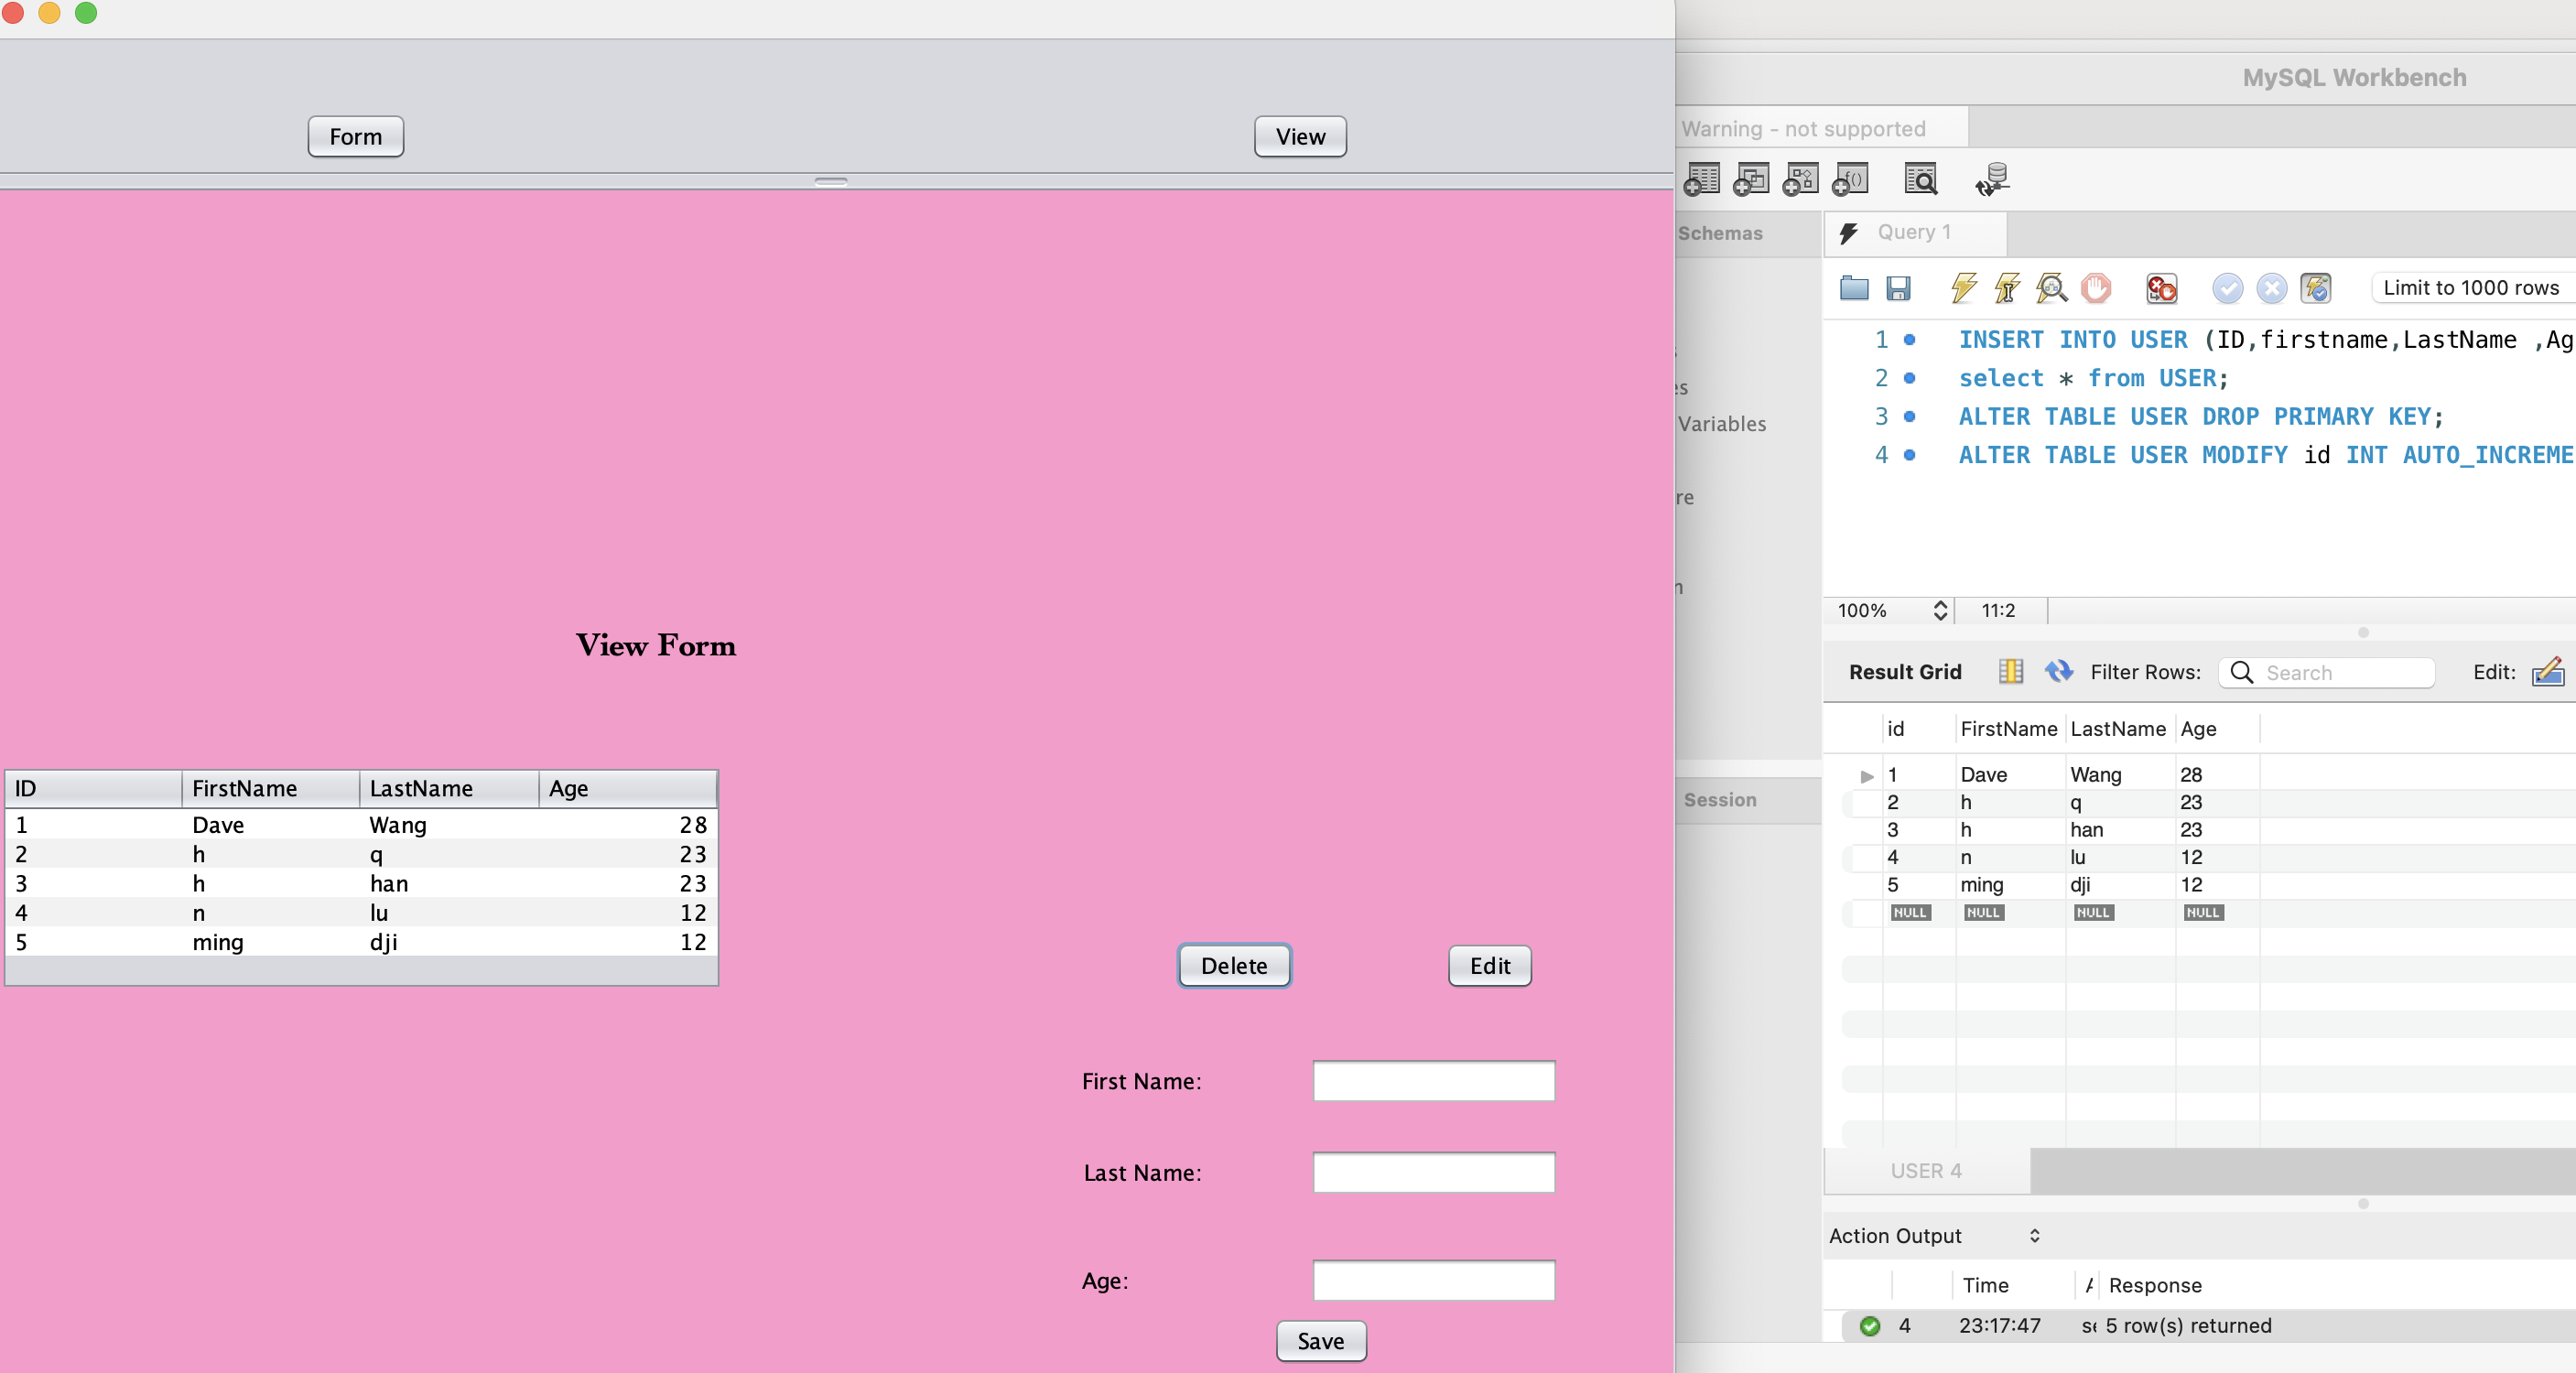 Form
View
View Form
ID FirstName LastName Age
1 Dave Wang 28
2 h q 23
3 h han 23
4 n lu 12
5 ming dji 12
Delete
Edit
First Name:
Last Name:
Age:
Save
MySQL Workbench
Warning - not supported
Schemas
Variables
Session
Query 1
Limit to 1000 rows
1 INSERT INTO USER (ID,firstname,LastName ,Ag
2 select * from USER;
3 ALTER TABLE USER DROP PRIMARY KEY;
4 ALTER TABLE USER MODIFY id INT AUTO_INCREME
100% 11:2
Result Grid Filter Rows: Search Edit:
id FirstName LastName Age
1 Dave Wang 28
2 h q 23
3 h han 23
4 n lu 12
5 ming dji 12
NULL NULL NULL NULL
USER 4
Action Output
Time Response
4 23:17:47 5 row(s) returned